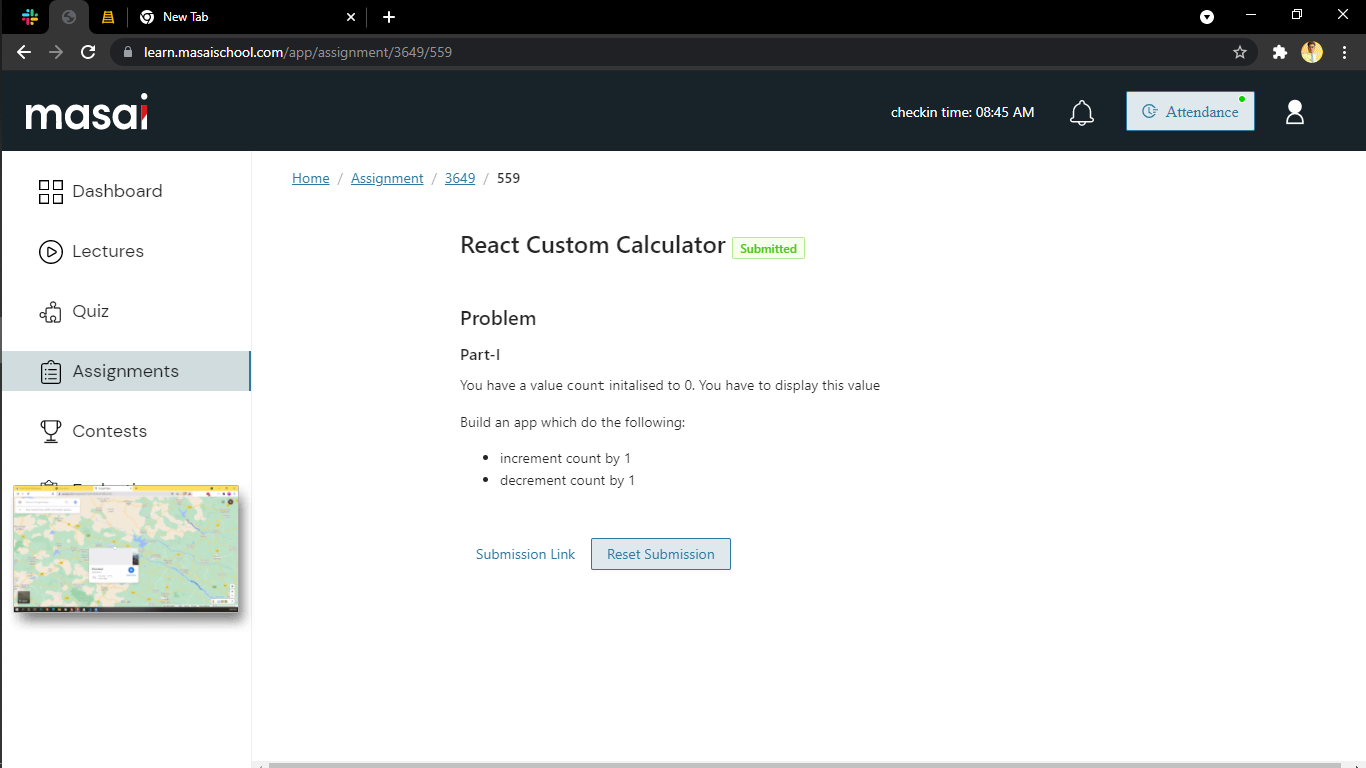 New Tab
learn.masaischool.com/app/assignment/3649/559
masai
checkin time: 08:45 AM
Attendance
Dashboard
Lectures
Quiz
Assignments
Contests
Home / Assignment / 3649 / 559
React Custom Calculator Submitted
Problem
Part-I
You have a value count initalised to 0. You have to display this value
Build an app which do the following:
• increment count by 1
• decrement count by 1
Submission Link
Reset Submission